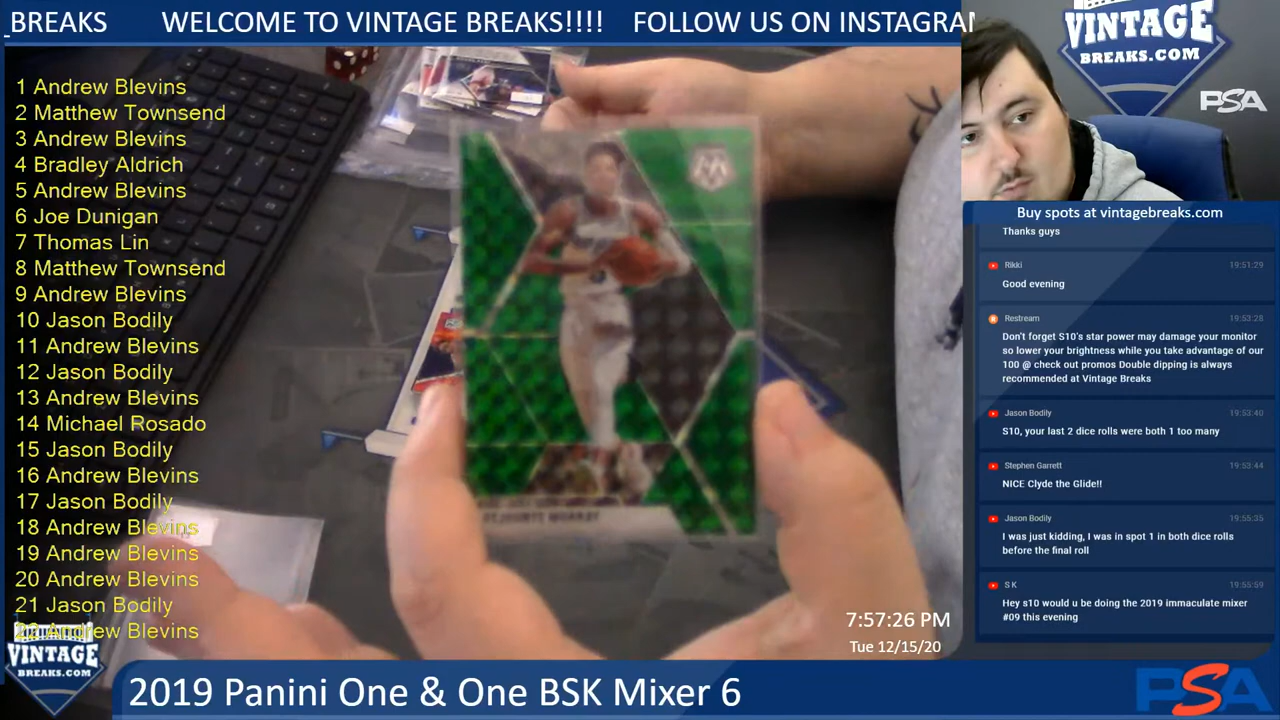 _BREAKS WELCOME TO VINTAGE BREAKS!!!! FOLLOW US ON INSTAGRAM
1 Andrew Blevins
2 Matthew Townsend
3 Andrew Blevins
4 Bradley Aldrich
5 Andrew Blevins
6 Joe Dunigan
7 Thomas Lin
8 Matthew Townsend
9 Andrew Blevins
10 Jason Bodily
11 Andrew Blevins
12 Jason Bodily
13 Andrew Blevins
14 Michael Rosado
15 Jason Bodily
16 Andrew Blevins
17 Jason Bodily
18 Andrew Blevins
19 Andrew Blevins
20 Andrew Blevins
21 Jason Bodily
22 Andrew Blevins
VINTAGE
BREAKS.COM
MURRAY
7:57:26 PM
Tue 12/15/20
VINTAGE
BREAKS.COM
PSA
Buy spots at vintagebreaks.com
Thanks guys
Rikki 19:51:29
Good evening
Restream 19:53:28
Don't forget S10's star power may damage your monitor
so lower your brightness while you take advantage of our
100 @ check out promos Double dipping is always
recommended at Vintage Breaks
Jason Bodily 19:53:40
S10, your last 2 dice rolls were both 1 too many
Stephen Garrett 19:53:44
NICE Clyde the Glide!!
Jason Bodily 19:55:35
I was just kidding, I was in spot 1 in both dice rolls
before the final roll
S K 19:55:59
Hey s10 would u be doing the 2019 immaculate mixer
#09 this evening
2019 Panini One & One BSK Mixer 6
PSA